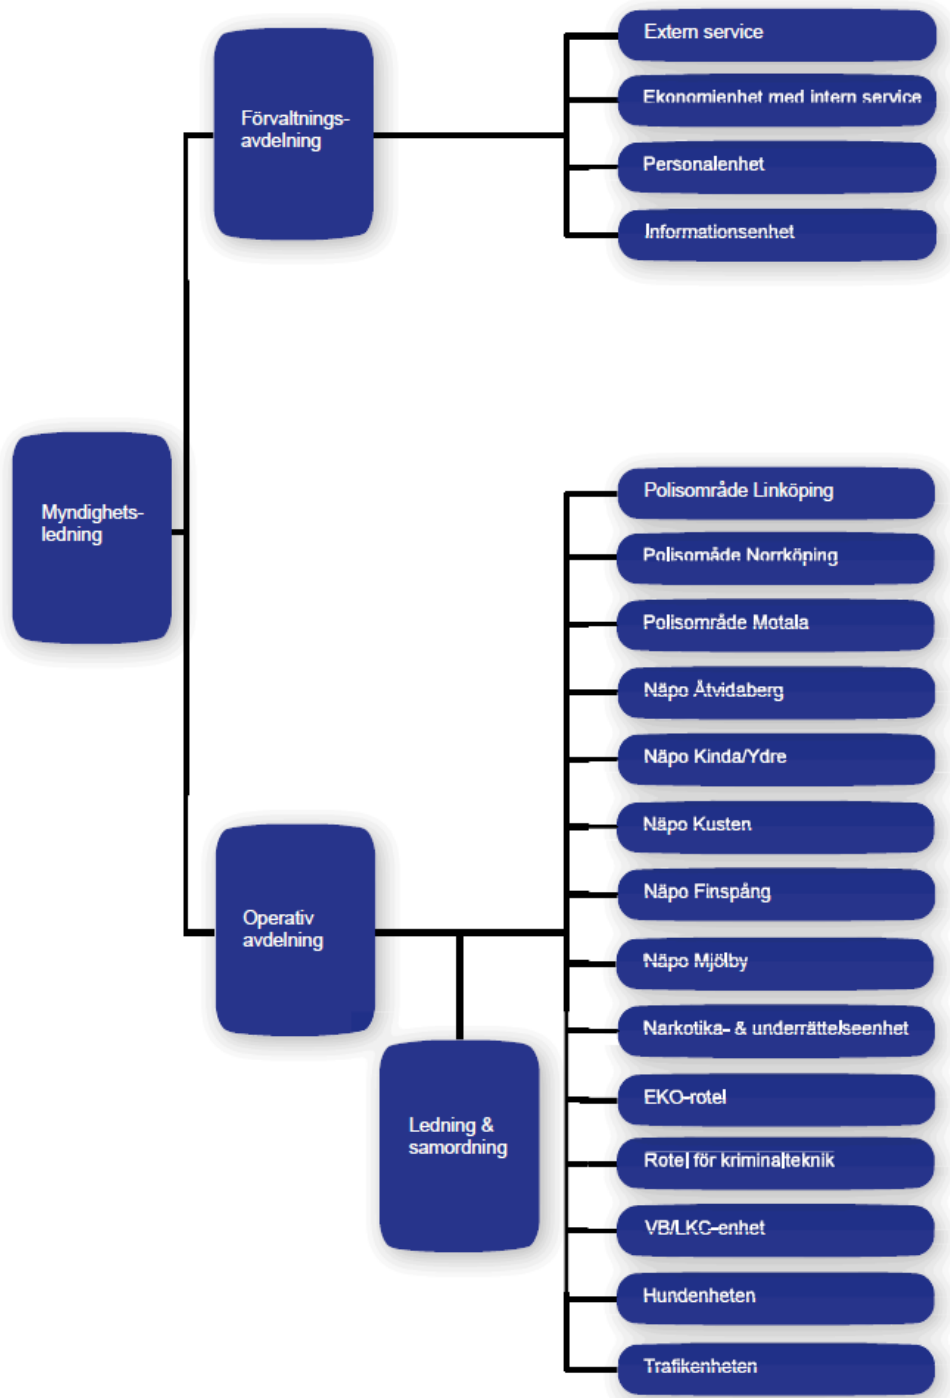 Extern service
Ekonomienhet med intern service
Förvaltnings-
avdelning
Personalenhet
Informationsenhet
Myndighets-
ledning
Polisområde Linköping
Polisomåde Norrköping
Polisområde Motala
Näpo Åtvidaberg
Näpo Kinda/Ydre
Näpo Kusten
Näpo Finspång
Operativ
avdelning
Näpo Mjölby
Narkotika- & underrättelseenhet
EKO-rotel
Ledning &
samordning
Rotel för kriminalteknik
VB/LKC-enhet
Hundenheten
Trafikenheten